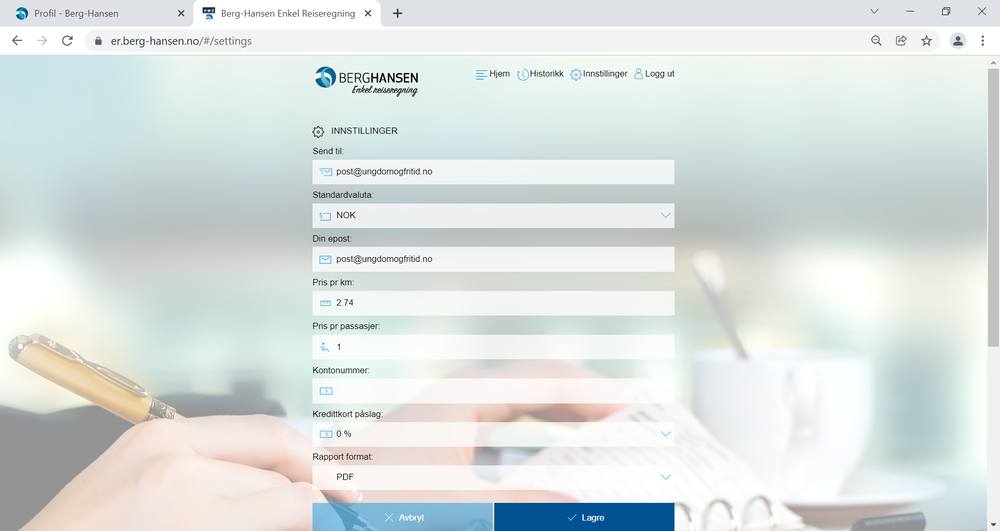 Profil - Berg-Hansen
Berg-Hansen Enkel Reiseregning
er.berg-hansen.no/#/settings
BERGHANSEN
Enkel reiseregning
Hjem
Historikk
Innstillinger
Logg ut
INNSTILLINGER
Send til:
post@ungdomogfritid.no
Standardvaluta:
NOK
Din epost:
post@ungdomogfritid.no
Pris pr km:
2.74
Pris pr passasjer:
1
Kontonummer:
Kredittkort påslag:
0 %
Rapport format:
PDF
Avbryt
Lagre